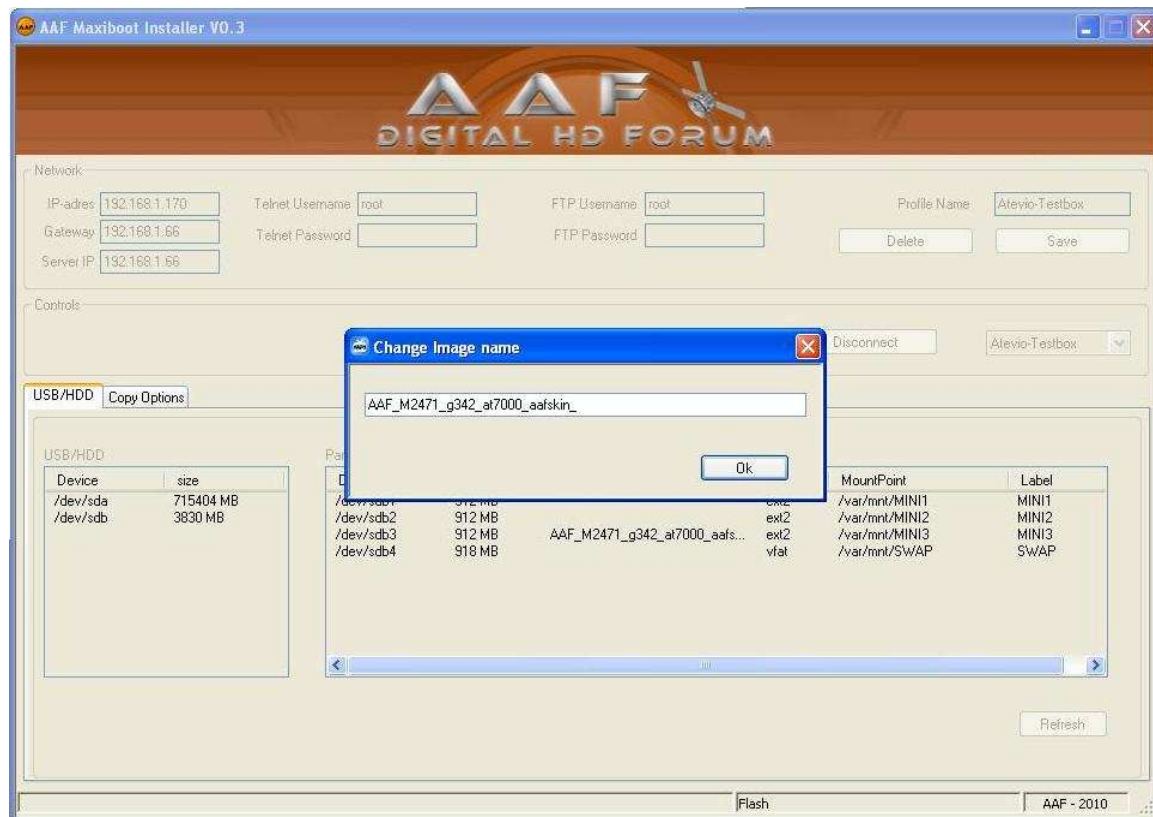 AAF Maxiboot Installer V0.3
AAF
DIGITAL HD FORUM
Network
IP-adres 192.168.1.170 Telnet Username root FTP Username root Profile Name Atevio-Testbox
Gateway 192.168.1.66 Telnet Password FTP Password Delete Save
Server IP 192.168.1.66
Controls
Disconnect Atevio-Testbox
Change Image name
AAF_M2471_g342_at7000_aafskin_
Ok
USB/HDD Copy Options
USB/HDD
Device size MountPoint Label
/dev/sda 715404 MB /dev/sdb1 912 MB ext2 /var/mnt/MINI1 MINI1
/dev/sdb 3830 MB /dev/sdb2 912 MB ext2 /var/mnt/MINI2 MINI2
/dev/sdb3 912 MB AAF_M2471_g342_at7000_aafs... ext2 /var/mnt/MINI3 MINI3
/dev/sdb4 918 MB vfat /var/mnt/SWAP SWAP
Refresh
Flash AAF - 2010